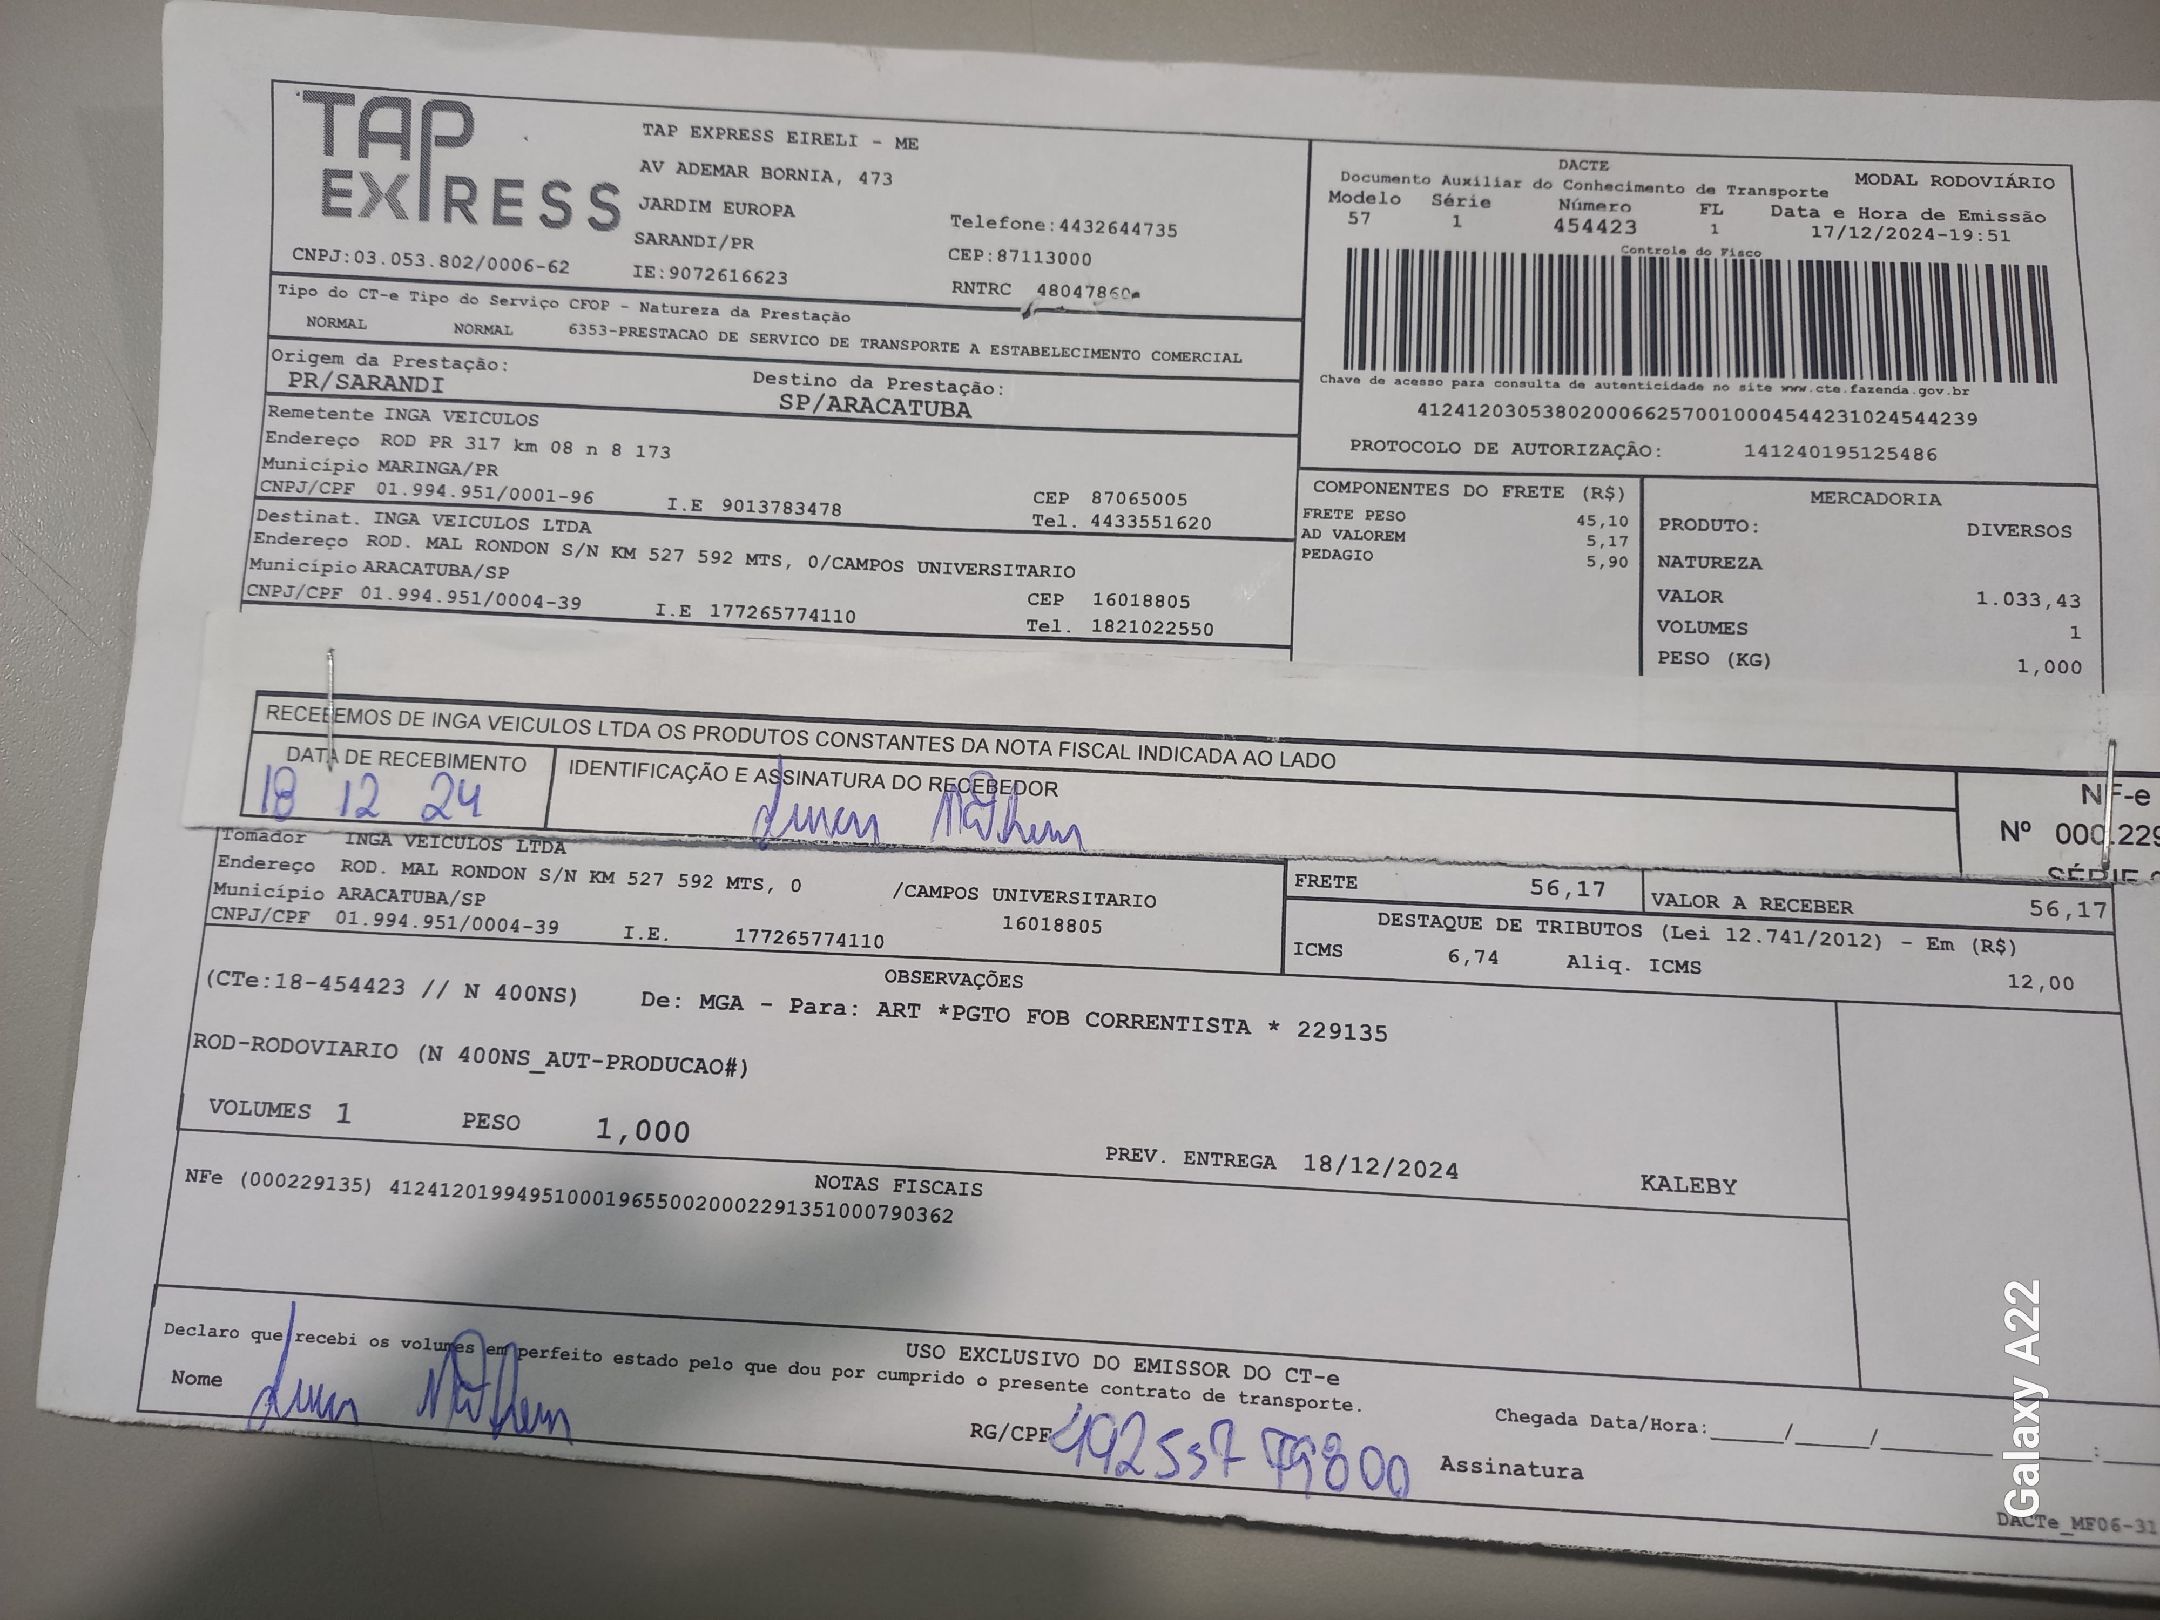 TAP EXPRESS
TAP EXPRESS EIRELI - ME
AV ADEMAR BORNIA, 473
JARDIM EUROPA
SARANDI/PR
Telefone:4432644735
CEP:87113000
CNPJ:03.053.802/0006-62
IE:9072616623
RNTRC 48047860
DACTE
MODAL RODOVIÁRIO
Documento Auxiliar do Conhecimento de Transporte
Modelo Série Número FL Data e Hora de Emissão
57 1 454423 1 17/12/2024-19:51
Controle do Fisco
Chave de acesso para consulta de autenticidade no site www.cte.fazenda.gov.br
41241203053802000662570010004544231024544239
PROTOCOLO DE AUTORIZAÇÃO: 141240195125486
Tipo do CT-e Tipo do Serviço CFOP - Natureza da Prestação
NORMAL NORMAL 6353-PRESTACAO DE SERVICO DE TRANSPORTE A ESTABELECIMENTO COMERCIAL
Origem da Prestação: Destino da Prestação:
PR/SARANDI SP/ARACATUBA
Remetente INGA VEICULOS
Endereço ROD PR 317 km 08 n 8 173
Município MARINGA/PR
CNPJ/CPF 01.994.951/0001-96 I.E 9013783478
CEP 87065005
Tel. 4433551620
Destinat. INGA VEICULOS LTDA
Endereço ROD. MAL RONDON S/N KM 527 592 MTS, 0/CAMPOS UNIVERSITARIO
Município ARACATUBA/SP
CNPJ/CPF 01.994.951/0004-39 I.E 177265774110
CEP 16018805
Tel. 1821022550
COMPONENTES DO FRETE (R$)
FRETE PESO 45,10
AD VALOREM 5,17
PEDAGIO 5,90
MERCADORIA
PRODUTO: DIVERSOS
NATUREZA
VALOR 1.033,43
VOLUMES 1
PESO (KG) 1,000
RECEBEMOS DE INGA VEICULOS LTDA OS PRODUTOS CONSTANTES DA NOTA FISCAL INDICADA AO LADO
DATA DE RECEBIMENTO
18 12 24
IDENTIFICAÇÃO E ASSINATURA DO RECEBEDOR
NF-e
Nº 000.229
SÉRIE
Tomador INGA VEICULOS LTDA
Endereço ROD. MAL RONDON S/N KM 527 592 MTS, 0 /CAMPOS UNIVERSITARIO
Município ARACATUBA/SP 16018805
CNPJ/CPF 01.994.951/0004-39 I.E. 177265774110
FRETE 56,17 VALOR A RECEBER 56,17
DESTAQUE DE TRIBUTOS (Lei 12.741/2012) - Em (R$)
ICMS 6,74 Aliq. ICMS 12,00
OBSERVAÇÕES
(CTe:18-454423 // N 400NS) De: MGA - Para: ART *PGTO FOB CORRENTISTA * 229135
ROD-RODOVIARIO (N 400NS_AUT-PRODUCAO#)
VOLUMES 1 PESO 1,000
PREV. ENTREGA 18/12/2024 KALEBY
NOTAS FISCAIS
NFe (000229135) 41241201994951000196550020002291351000790362
USO EXCLUSIVO DO EMISSOR DO CT-e
Declaro que recebi os volumes em perfeito estado pelo que dou por cumprido o presente contrato de transporte.
Nome
RG/CPF 49255779800
Assinatura
Chegada Data/Hora:_____/_____/_______ :
DACTe_MF06-31
Galaxy A22